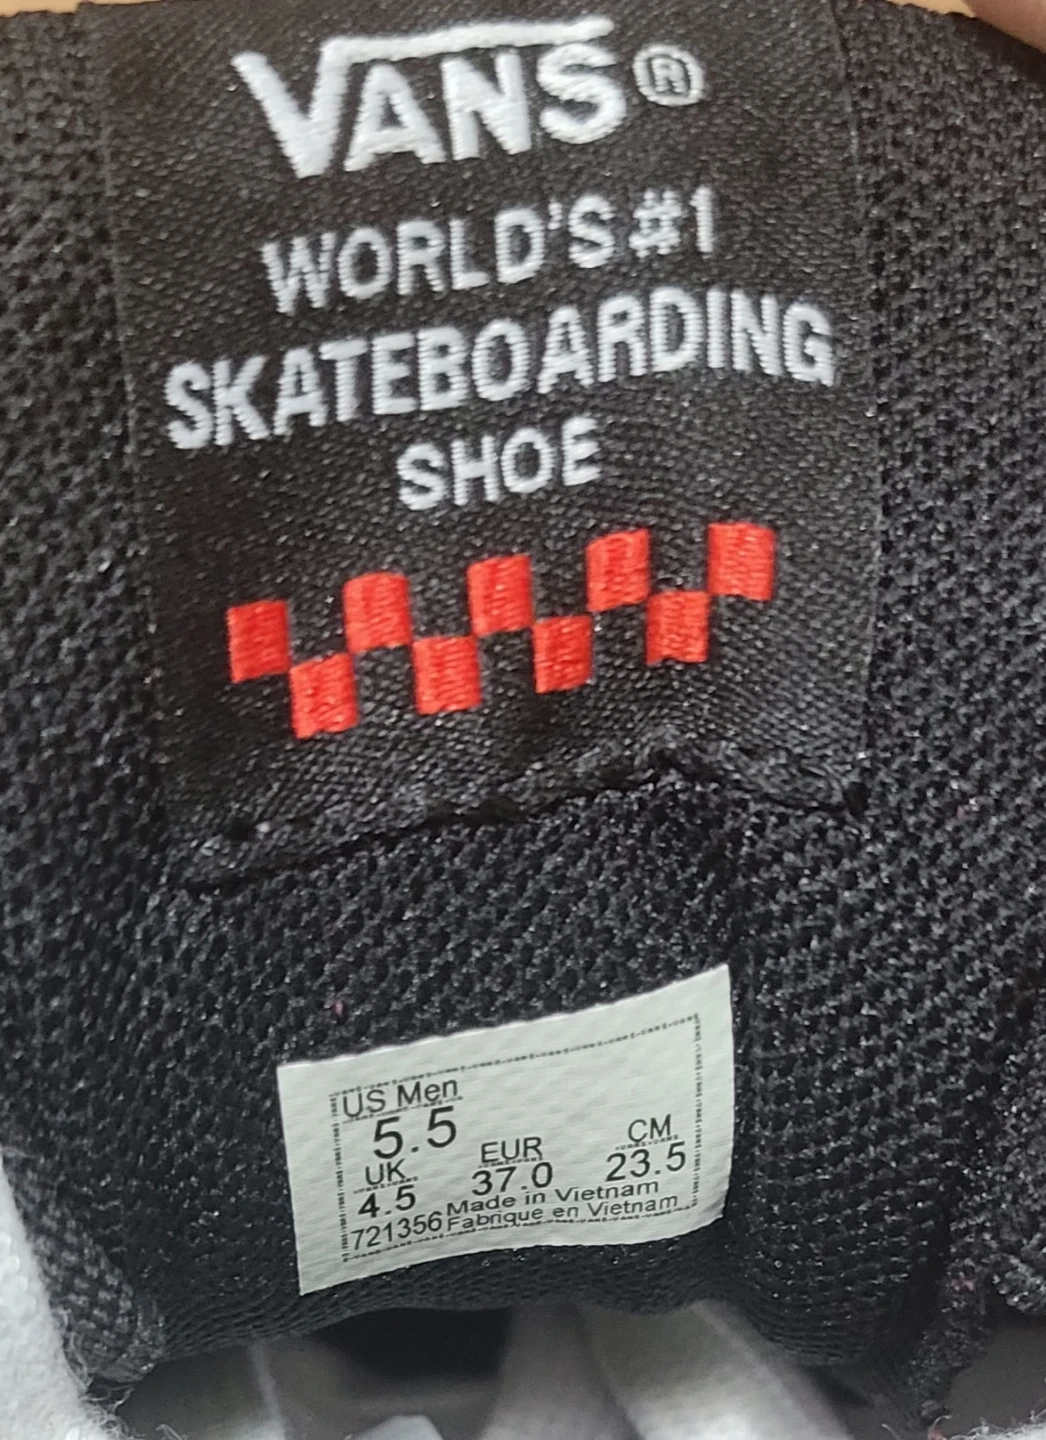 VANS®
WORLD'S #1
SKATEBOARDING
SHOE
US Men
5.5
UK EUR CM
4.5 37.0 23.5
Made in Vietnam
721356 Fabrique en Vietnam